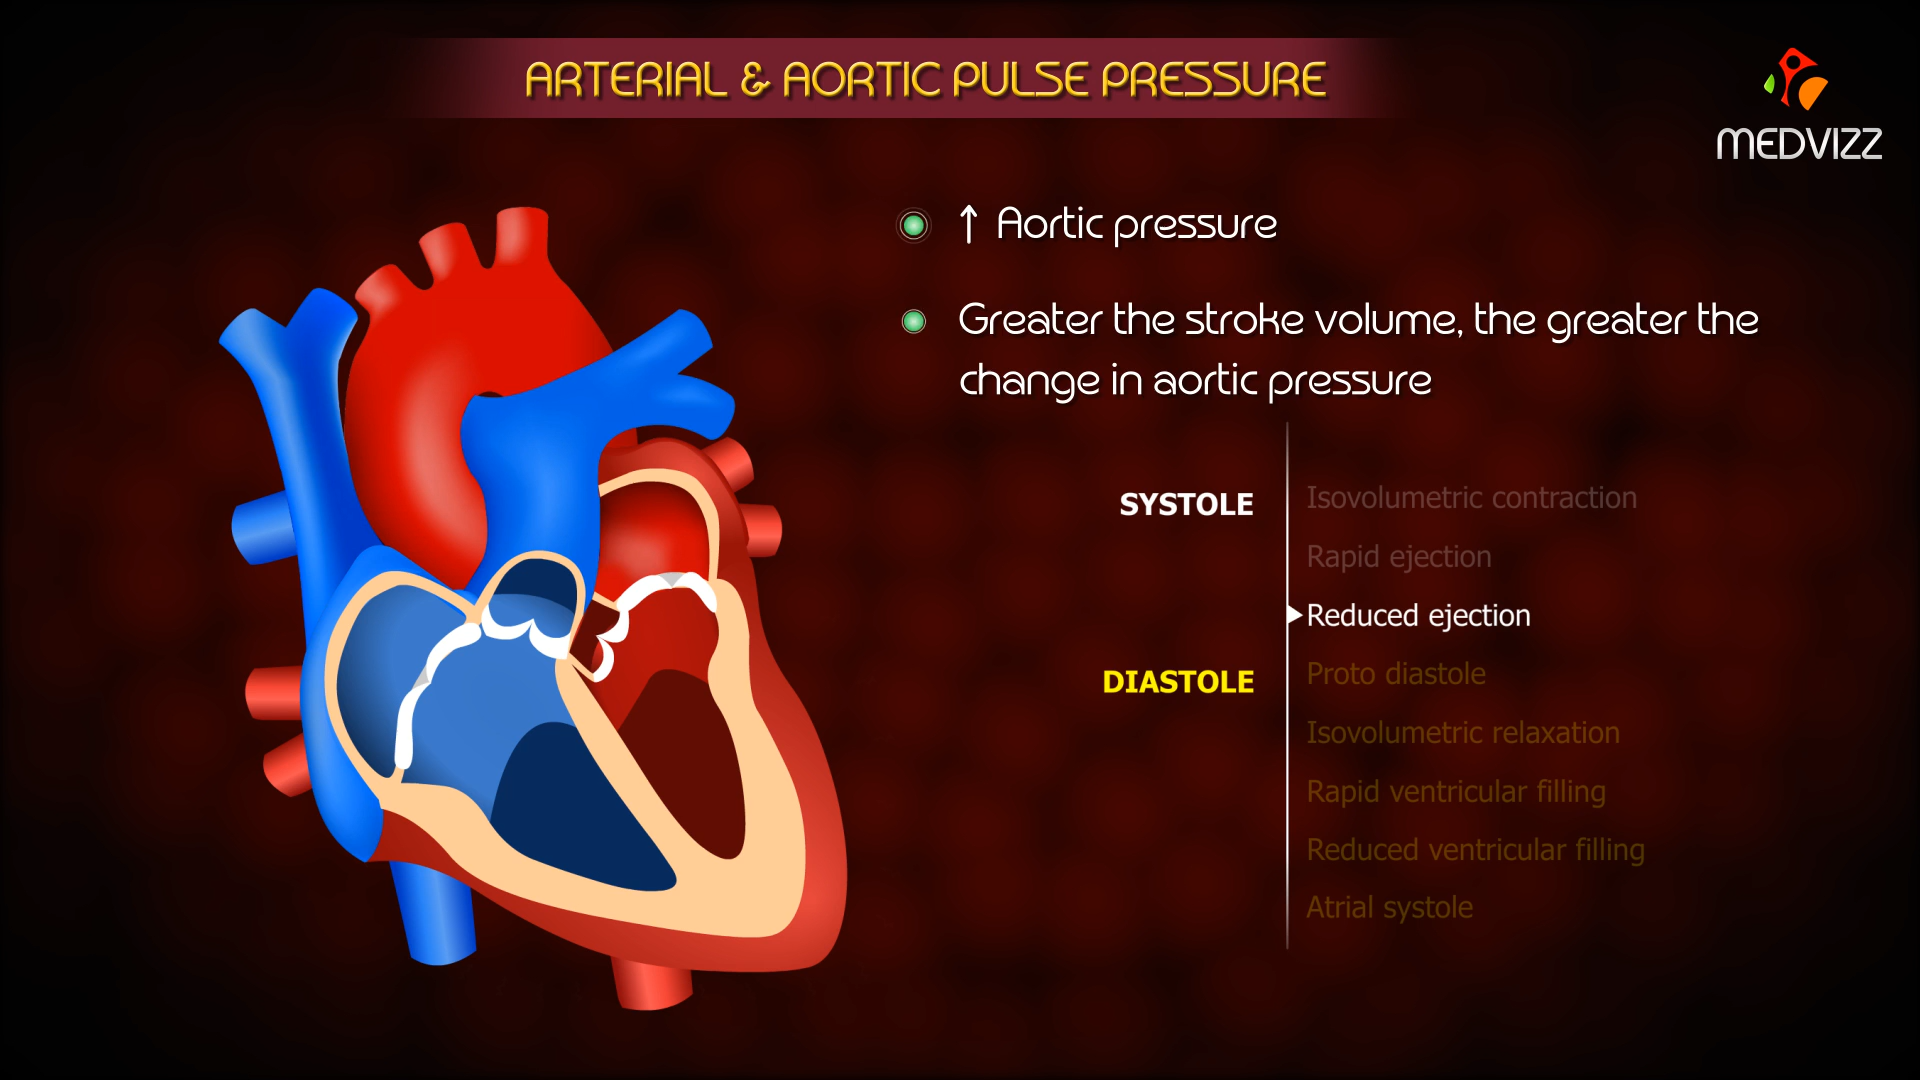 ARTERIAL & AORTIC PULSE PRESSURE
MEDVIZZ
↑ Aortic pressure
Greater the stroke volume, the greater the
change in aortic pressure
SYSTOLE
Isovolumetric contraction
Rapid ejection
Reduced ejection
DIASTOLE
Proto diastole
Isovolumetric relaxation
Rapid ventricular filling
Reduced ventricular filling
Atrial systole